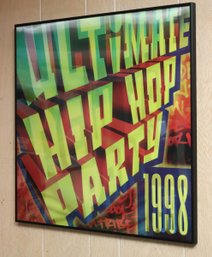 ULTIMATE
HIP HOP
PARTY
1998